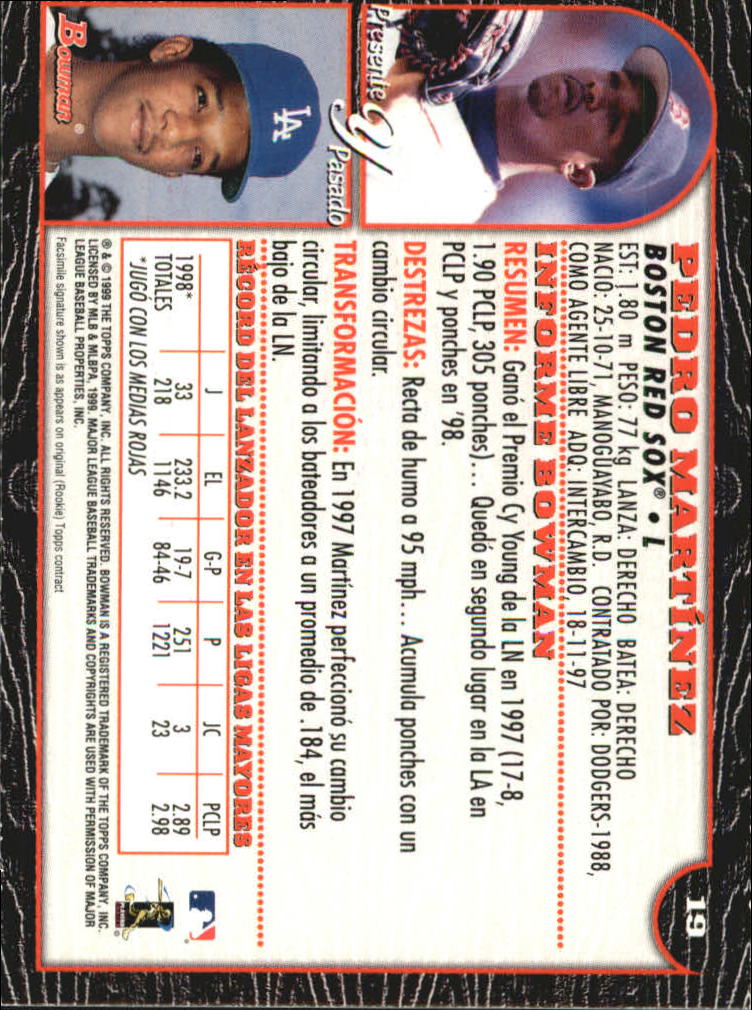 19
PEDRO MARTÍNEZ
BOSTON RED SOX® • L
EST: 1.80 m PESO: 77 kg LANZA: DERECHO BATEA: DERECHO
NACIO: 25-10-71, MANOGUAYABO, R.D. CONTRATADO POR: DODGERS-1988,
COMO AGENTE LIBRE ADQ: INTERCAMBIO, 18-11-97
INFORME BOWMAN
RESUMEN: Ganó el Premio Cy Young de la LN en 1997 (17-8,
1.90 PCLP, 305 ponches)... Quedó en segundo lugar en la LA en
PCLP y ponches en '98.
DESTREZAS: Recta de humo a 95 mph... Acumula ponches con un
cambio circular.
TRANSFORMACIÓN: En 1997 Martínez perfeccionó su cambio
circular, limitando a los bateadores a un promedio de .184, el más
bajo de la LN.
RÉCORD DEL LANZADOR EN LAS LIGAS MAYORES
J EL G-P P JC PCLP
1998* 33 233.2 19-7 251 3 2.89
TOTALES 218 1146 84-46 1221 23 2.98
*JUGÓ CON LOS MEDIAS ROJAS
® & © 1999 THE TOPPS COMPANY, INC. ALL RIGHTS RESERVED. BOWMAN IS A REGISTERED TRADEMARK OF THE TOPPS COMPANY, INC.
LICENSED BY MLB & MLBPA, 1999. MAJOR LEAGUE BASEBALL TRADEMARKS AND COPYRIGHTS ARE USED WITH PERMISSION OF MAJOR
LEAGUE BASEBALL PROPERTIES, INC.
Facsimile signature shown is as appears on original (Rookie) Topps contract
Presente Y Pasado
B
LA
Bowman®